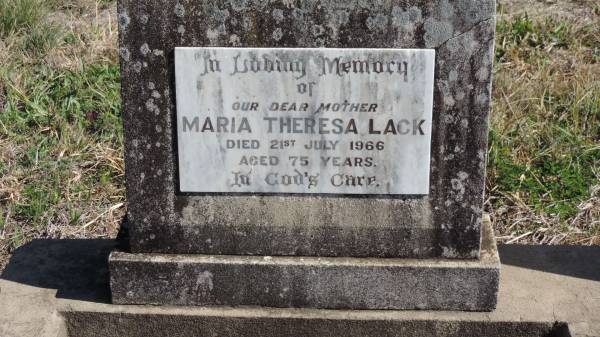 In Loving Memory
of
OUR DEAR MOTHER
MARIA THERESA LACK
DIED 21ST JULY 1966
AGED 75 YEARS.
In God's Care.